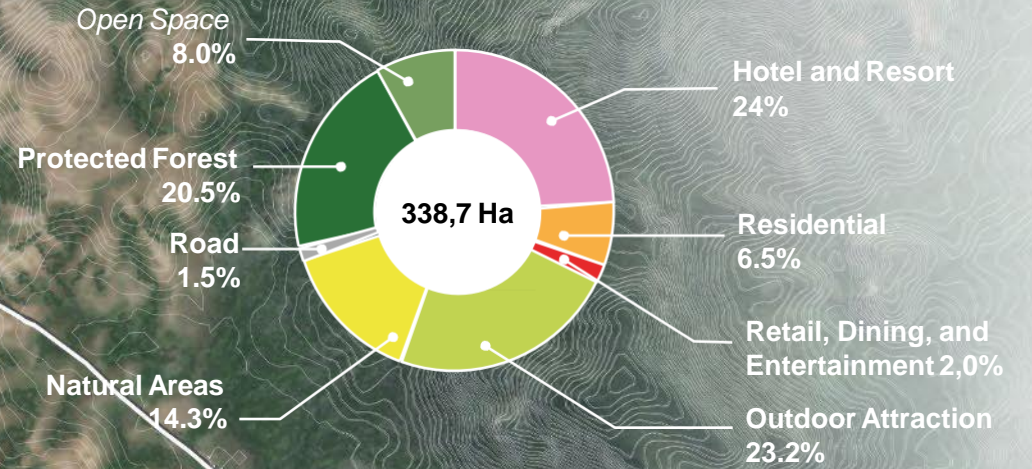 Open Space
8.0%
Hotel and Resort
24%
Protected Forest
20.5%
338,7 Ha
Residential
6.5%
Road
1.5%
Retail, Dining, and
Entertainment 2,0%
Natural Areas
14.3%
Outdoor Attraction
23.2%